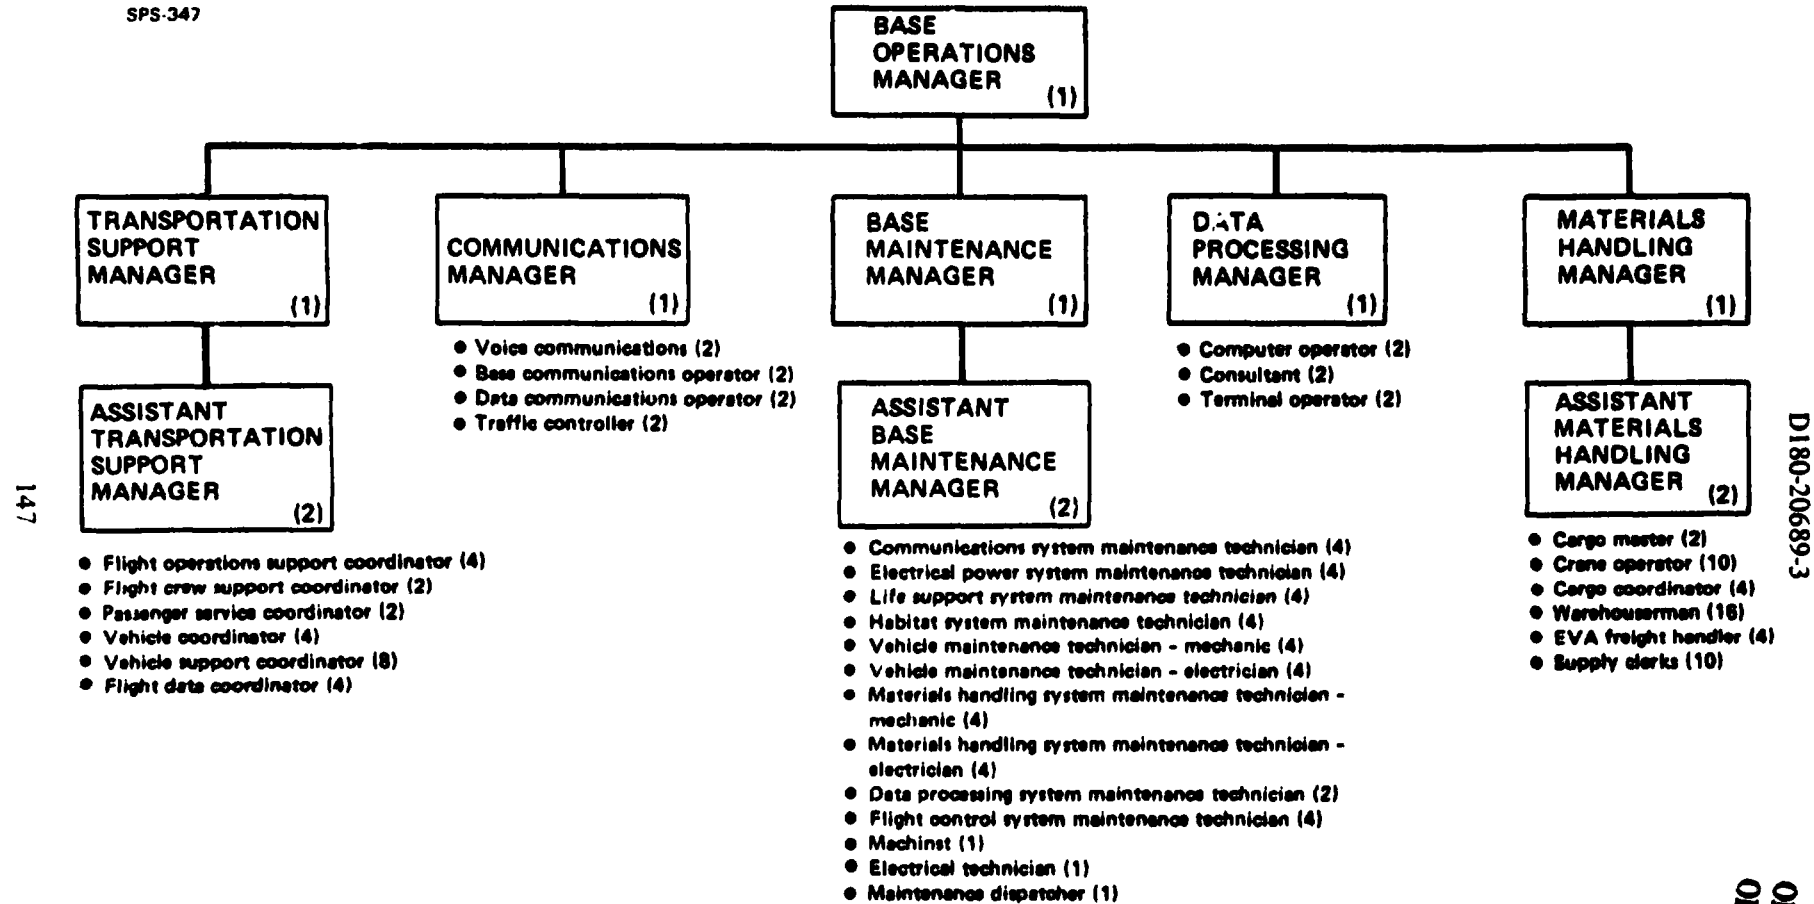 SPS-347
BASE
OPERATIONS
MANAGER
(1)
TRANSPORTATION
SUPPORT
MANAGER
(1)
COMMUNICATIONS
MANAGER
(1)
BASE
MAINTENANCE
MANAGER
(1)
DATA
PROCESSING
MANAGER
(1)
MATERIALS
HANDLING
MANAGER
(1)
ASSISTANT
TRANSPORTATION
SUPPORT
MANAGER
(2)
• Flight operations support coordinator (4)
• Flight crew support coordinator (2)
• Passenger service coordinator (2)
• Vehicle coordinator (4)
• Vehicle support coordinator (8)
• Flight data coordinator (4)
• Voice communications (2)
• Base communications operator (2)
• Data communications operator (2)
• Traffic controller (2)
ASSISTANT
BASE
MAINTENANCE
MANAGER
(2)
• Communications system maintenance technician (4)
• Electrical power system maintenance technician (4)
• Life support system maintenance technician (4)
• Habitat system maintenance technician (4)
• Vehicle maintenance technician - mechanic (4)
• Vehicle maintenance technician - electrician (4)
• Materials handling system maintenance technician -
mechanic (4)
• Materials handling system maintenance technician -
electrician (4)
• Data processing system maintenance technician (2)
• Flight control system maintenance technician (4)
• Machinst (1)
• Electrical technician (1)
• Maintenance dispatcher (1)
• Computer operator (2)
• Consultant (2)
• Terminal operator (2)
ASSISTANT
MATERIALS
HANDLING
MANAGER
(2)
• Cargo master (2)
• Crane operator (10)
• Cargo coordinator (4)
• Warehouserman (16)
• EVA freight handler (4)
• Supply clerks (10)
147
D180-20689-3